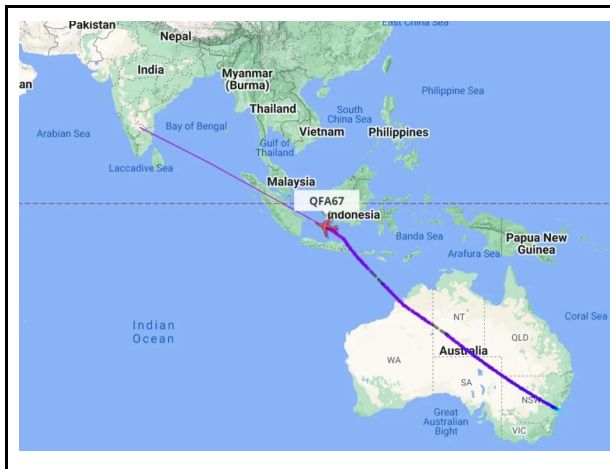 East China Sea
Pakistan
Nepal
an
India
Myanmar
(Burma)
Philippine Sea
Arabian Sea
Bay of Bengal
Thailand
South
China Sea
Gulf of
Thailand
Vietnam
Philippines
Laccadive Sea
Malaysia
QFA67
Indonesia
Banda Sea
Papua New
Guinea
Arafura Sea
Indian
Ocean
Coral Sea
NT
QLD
WA
Australia
SA
NSW
Great
Australian
Bight
VIC